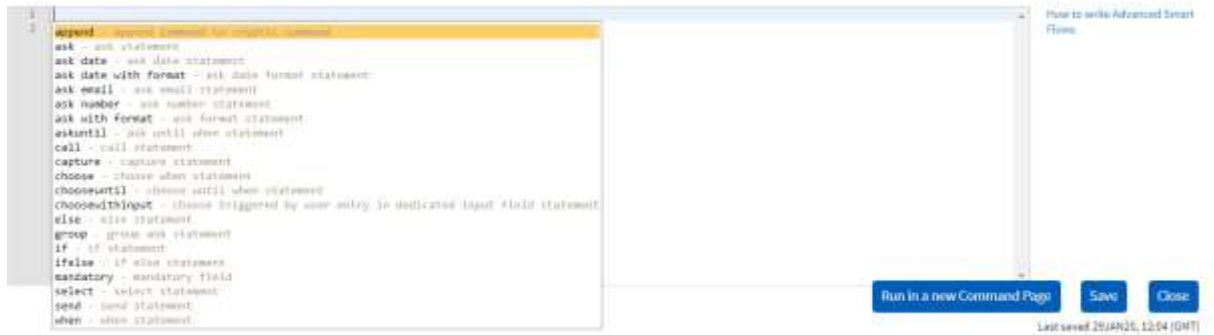 1
2
append - append command to cryptic command
ask - ask statement
ask date - ask date statement
ask date with format - ask date format statement
ask email - ask email statement
ask number - ask number statement
ask with format - ask format statement
askuntil - ask until when statement
call - call statement
capture - capture statement
choose - choose when statement
chooseuntil - choose until when statement
choosewithinput - choose triggered by user entry in dedicated input field statement
else - else statement
group - group ask statement
if - if statement
ifelse - if else statement
mandatory - mandatory field
select - select statement
send - send statement
when - when statement
How to write Advanced Smart
Flows
Run in a new Command Page
Save
Close
Last saved 29JAN20, 12:04 (GMT)